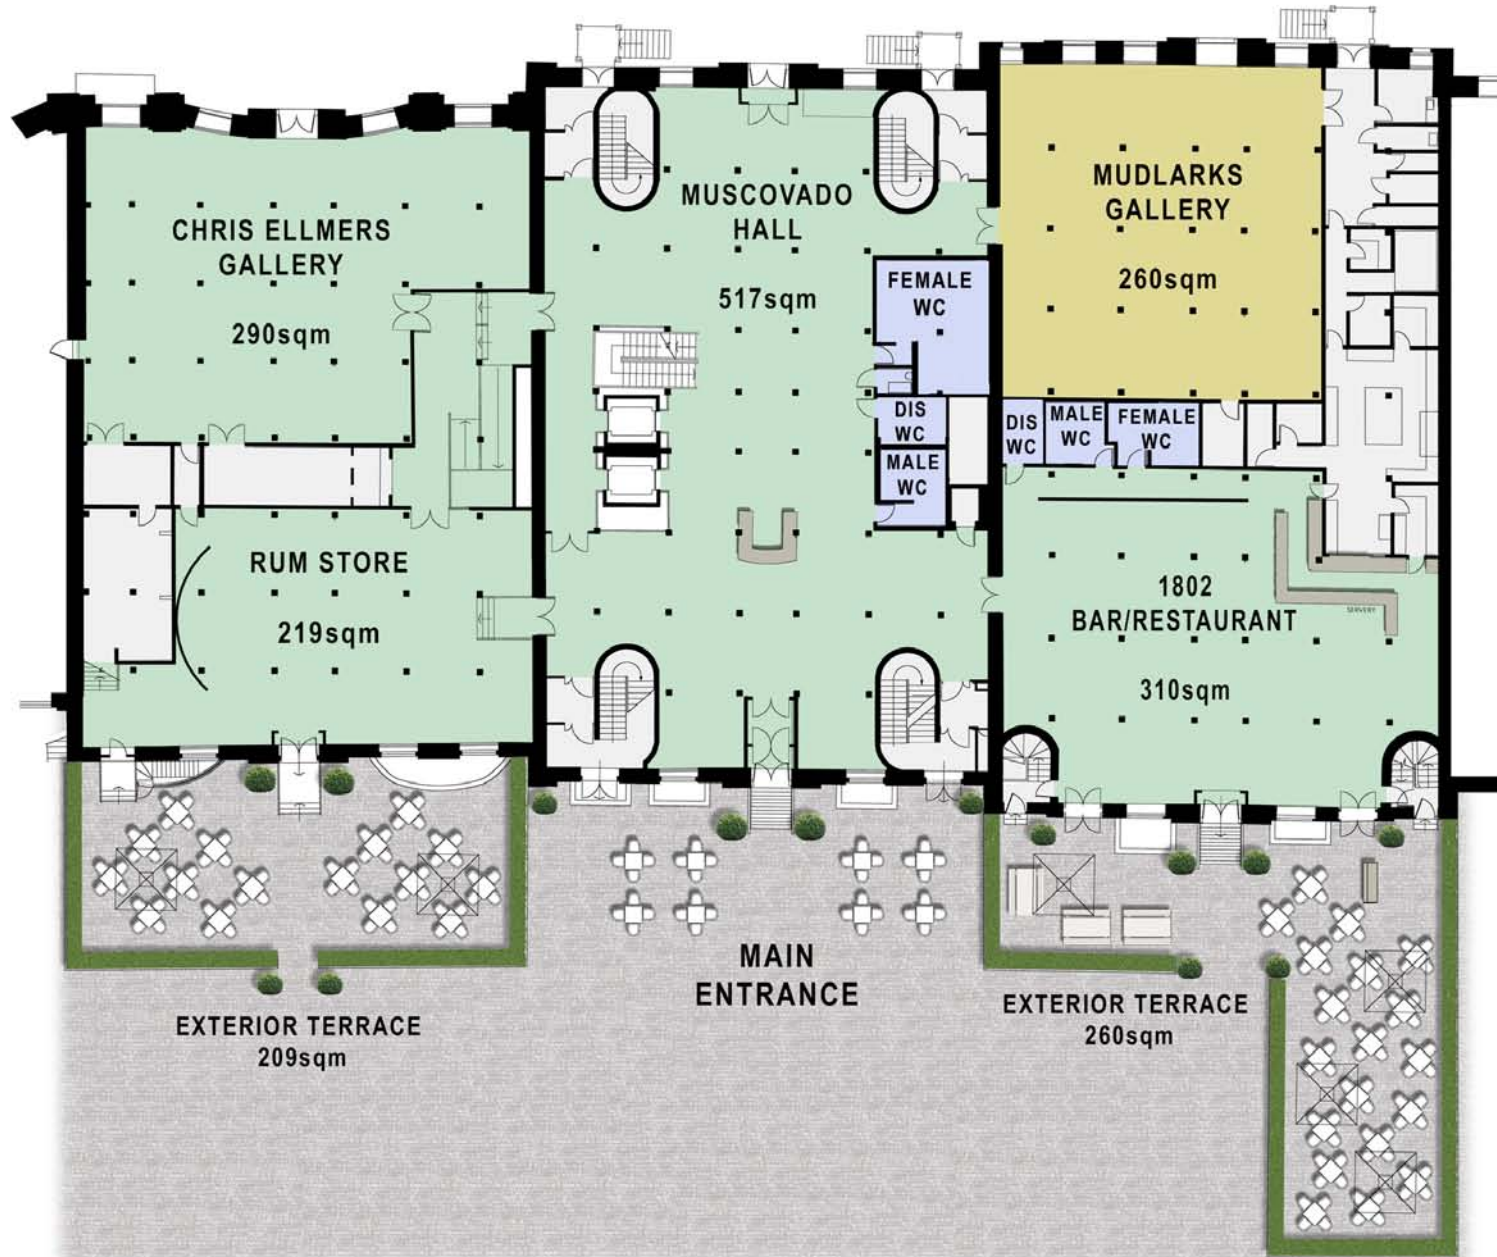 CHRIS ELLMERS
GALLERY
290sqm
MUSCOVADO
HALL
517sqm
MUDLARKS
GALLERY
260sqm
FEMALE
WC
DIS
WC
MALE
WC
DIS
WC
MALE
WC
FEMALE
WC
RUM STORE
219sqm
1802
BAR/RESTAURANT
310sqm
SERVERY
MAIN
ENTRANCE
EXTERIOR TERRACE
209sqm
EXTERIOR TERRACE
260sqm